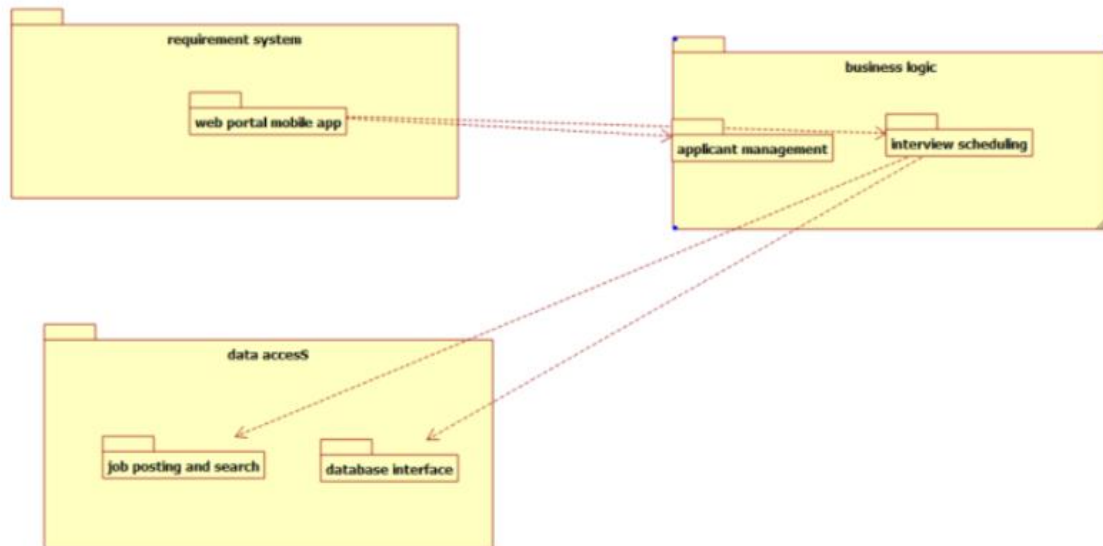 requirement system
web portal mobile app
business logic
applicant management
interview scheduling
data accesS
job posting and search
database interface